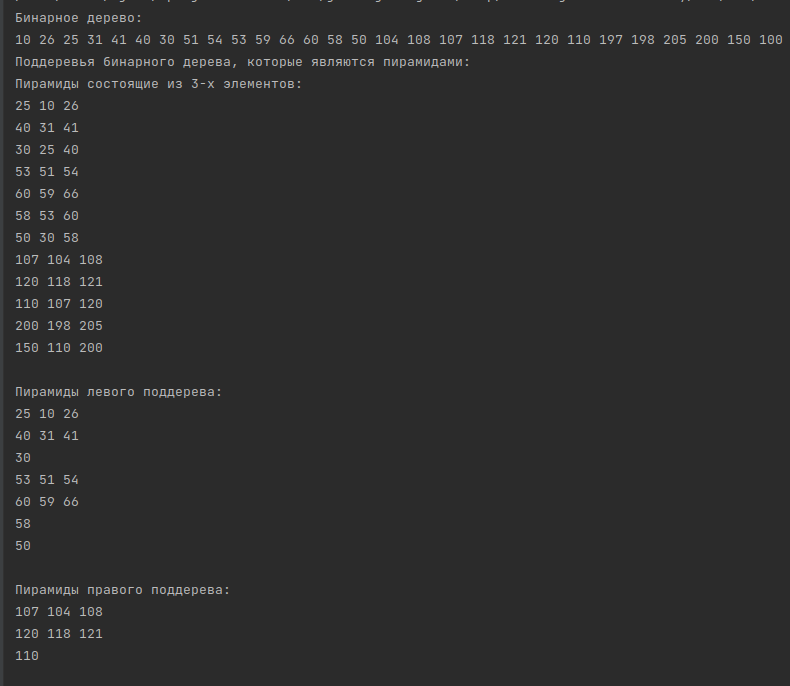 Бинарное дерево:
10 26 25 31 41 40 30 51 54 53 59 66 60 58 50 104 108 107 118 121 120 110 197 198 205 200 150 100
Поддеревья бинарного дерева, которые являются пирамидами:
Пирамиды состоящие из 3-х элементов:
25 10 26
40 31 41
30 25 40
53 51 54
60 59 66
58 53 60
50 30 58
107 104 108
120 118 121
110 107 120
200 198 205
150 110 200
Пирамиды левого поддерева:
25 10 26
40 31 41
30
53 51 54
60 59 66
58
50
Пирамиды правого поддерева:
107 104 108
120 118 121
110